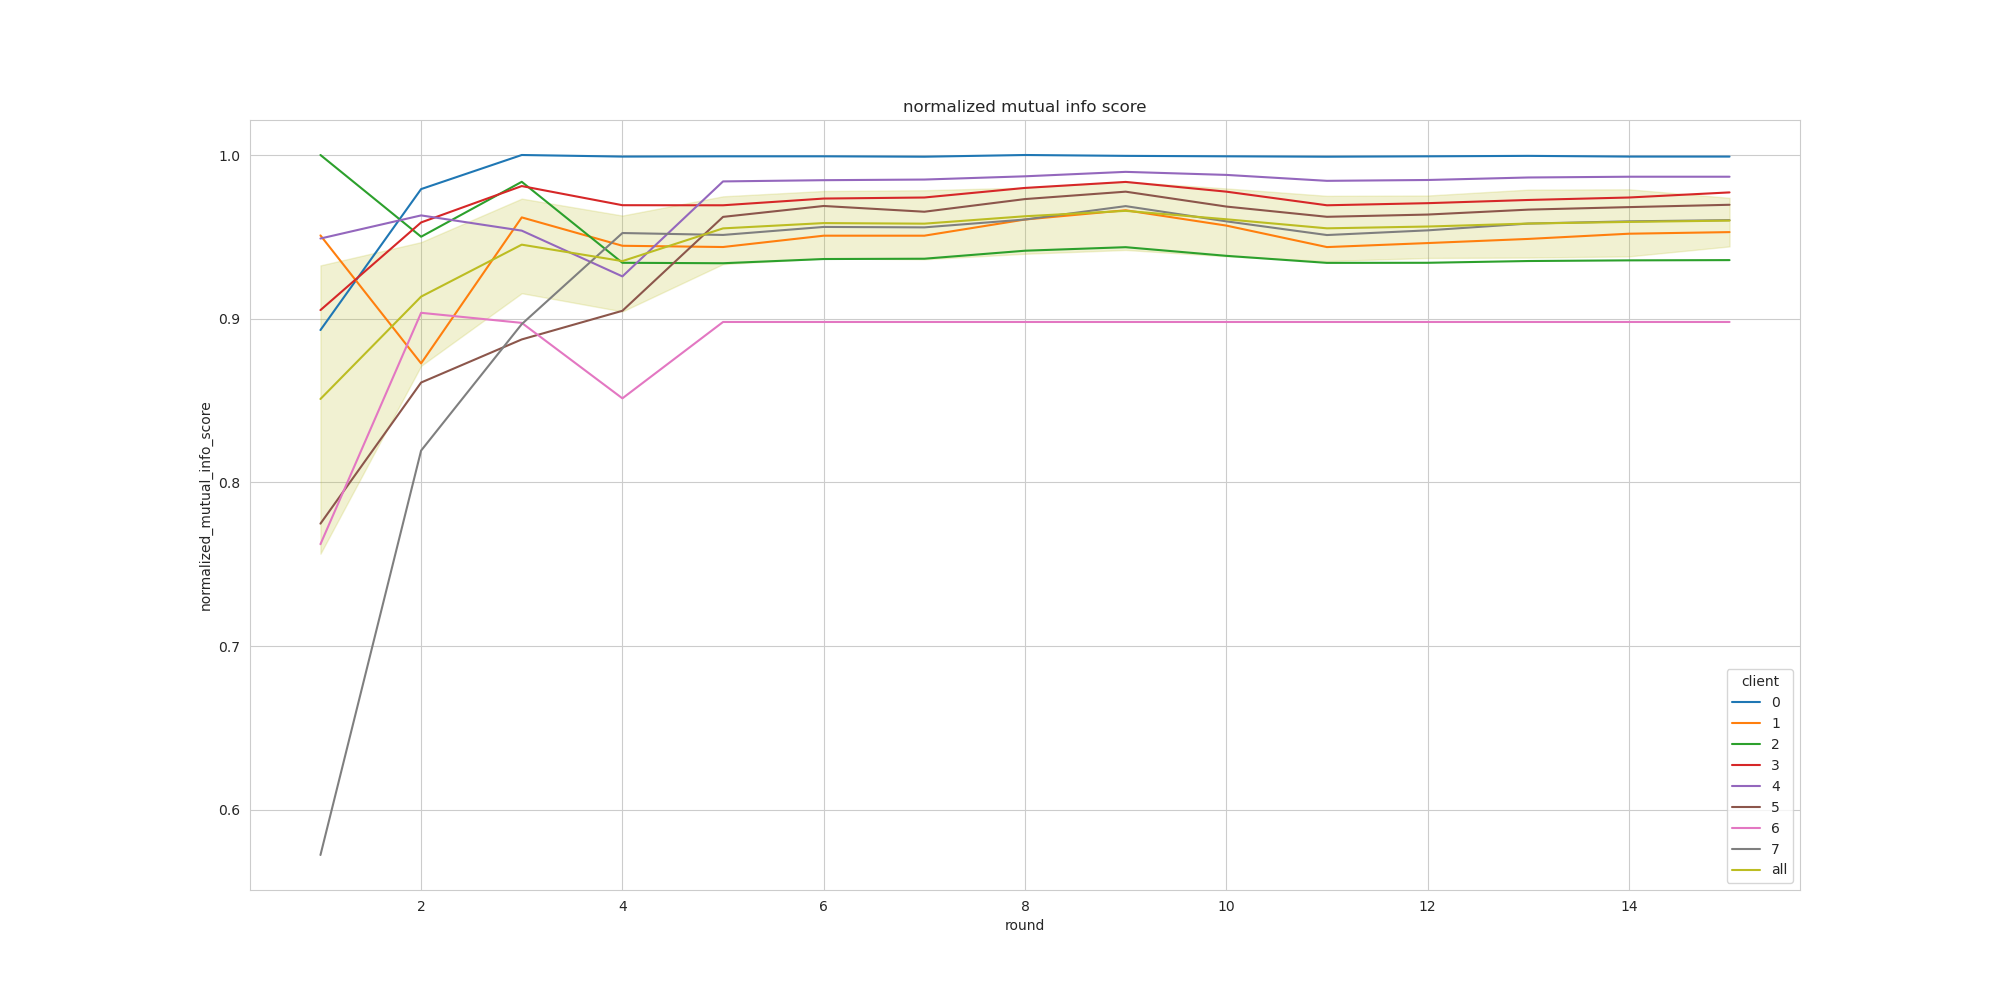 normalized mutual info score
normalized_mutual_info_score
1.0
0.9
0.8
0.7
0.6
2 4 6 8 10 12 14
round
client
0
1
2
3
4
5
6
7
all